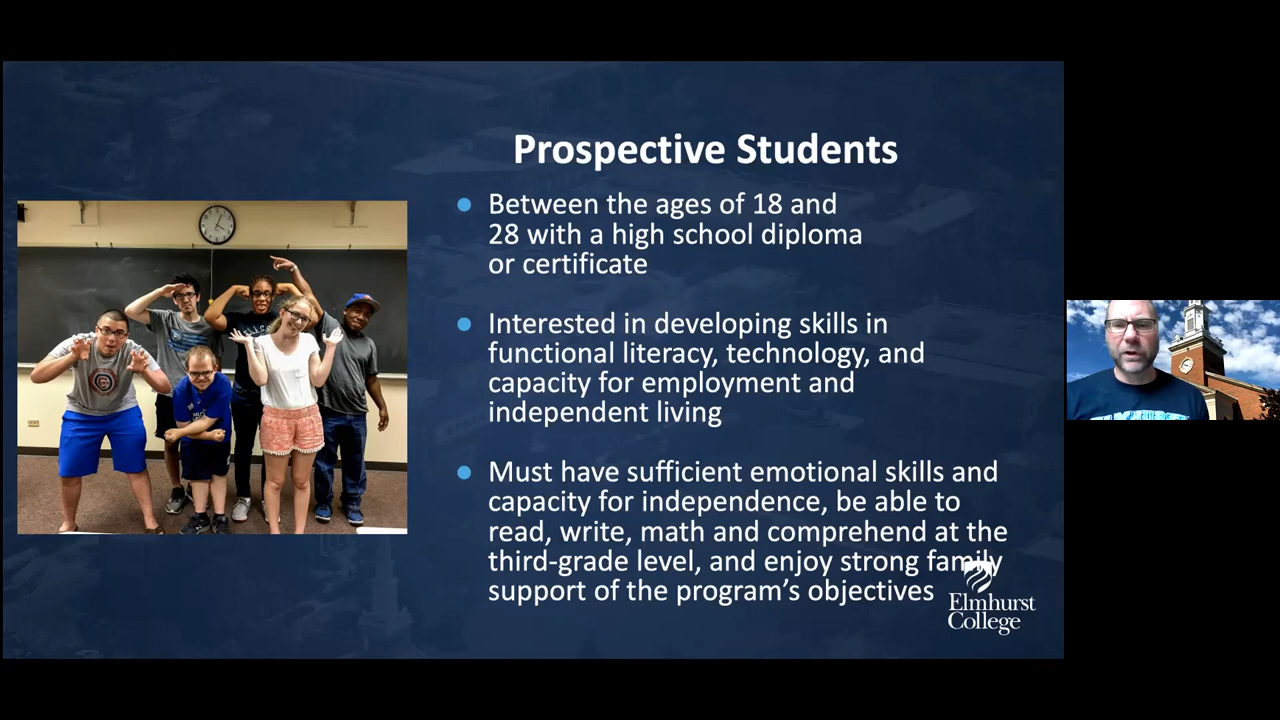 Prospective Students
Between the ages of 18 and
28 with a high school diploma
or certificate
Interested in developing skills in
functional literacy, technology, and
capacity for employment and
independent living
Must have sufficient emotional skills and
capacity for independence, be able to
read, write, math and comprehend at the
third-grade level, and enjoy strong family
support of the program's objectives
Elmhurst
College